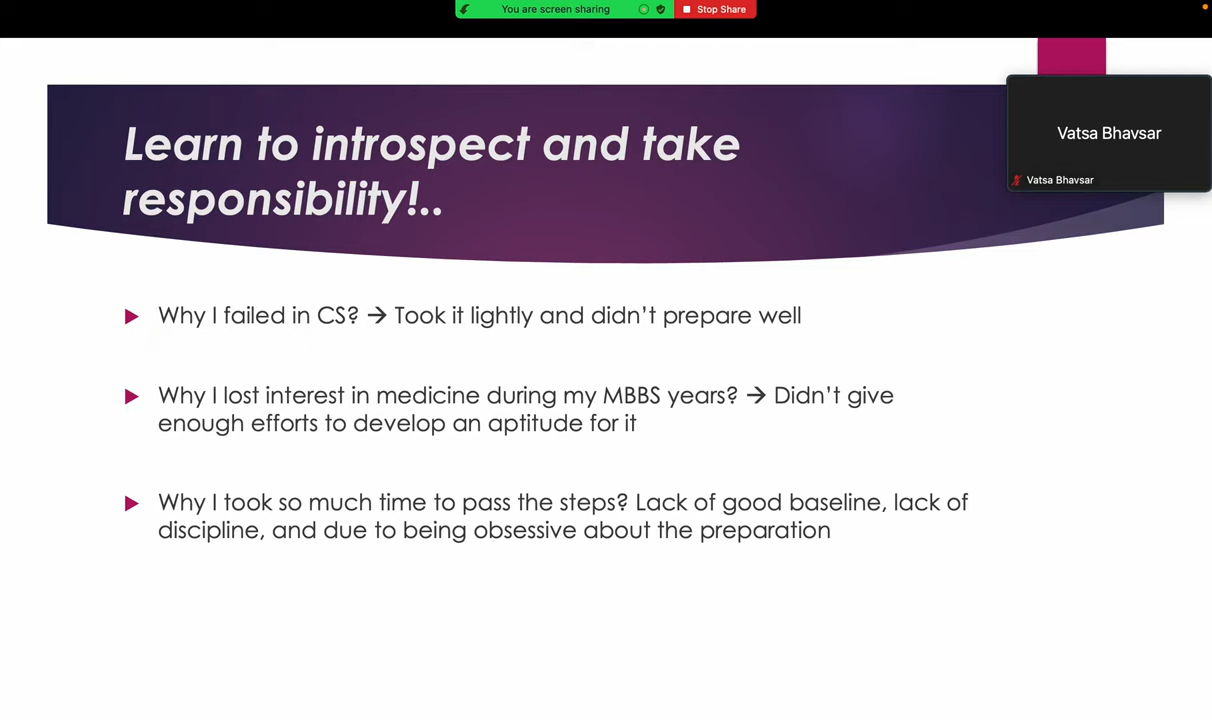 You are screen sharing
Stop Share
Learn to introspect and take
responsibility!..
Vatsa Bhavsar
Vatsa Bhavsar
Why I failed in CS? → Took it lightly and didn’t prepare well
Why I lost interest in medicine during my MBBS years? → Didn’t give
enough efforts to develop an aptitude for it
Why I took so much time to pass the steps? Lack of good baseline, lack of
discipline, and due to being obsessive about the preparation